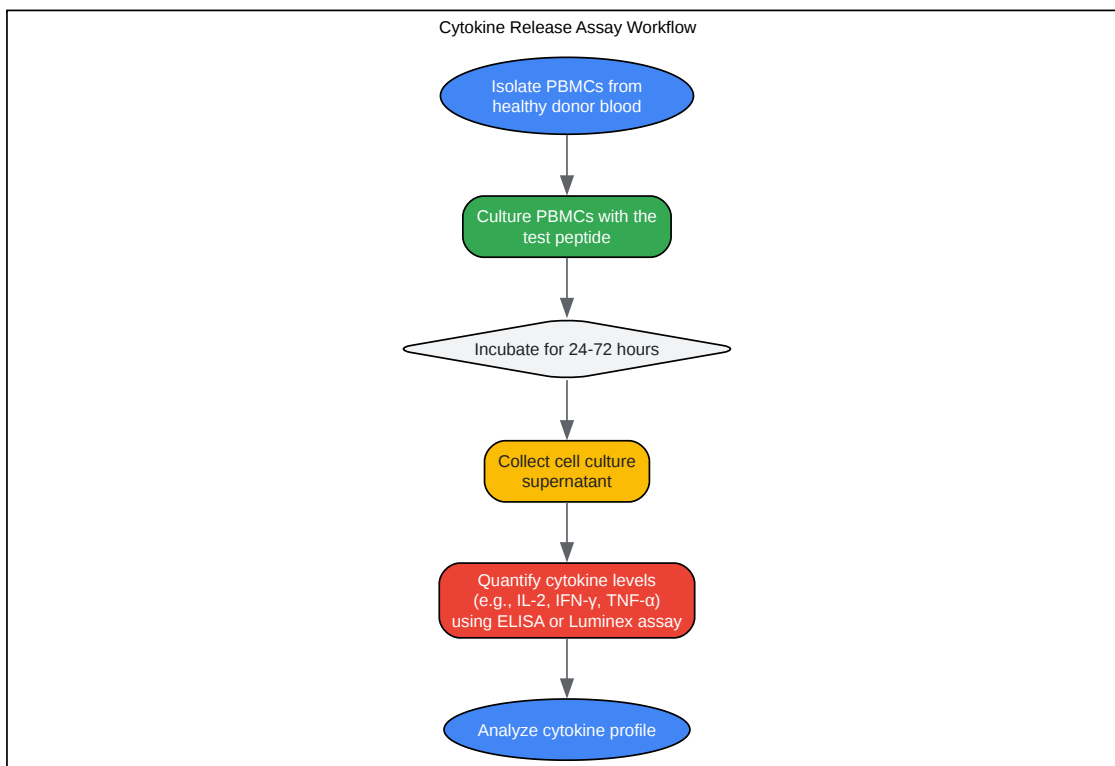 Cytokine Release Assay Workflow
Isolate PBMCs from
healthy donor blood
Culture PBMCs with the
test peptide
Incubate for 24-72 hours
Collect cell culture
supernatant
Quantify cytokine levels
(e.g., IL-2, IFN-γ, TNF-α)
using ELISA or Luminex assay
Analyze cytokine profile